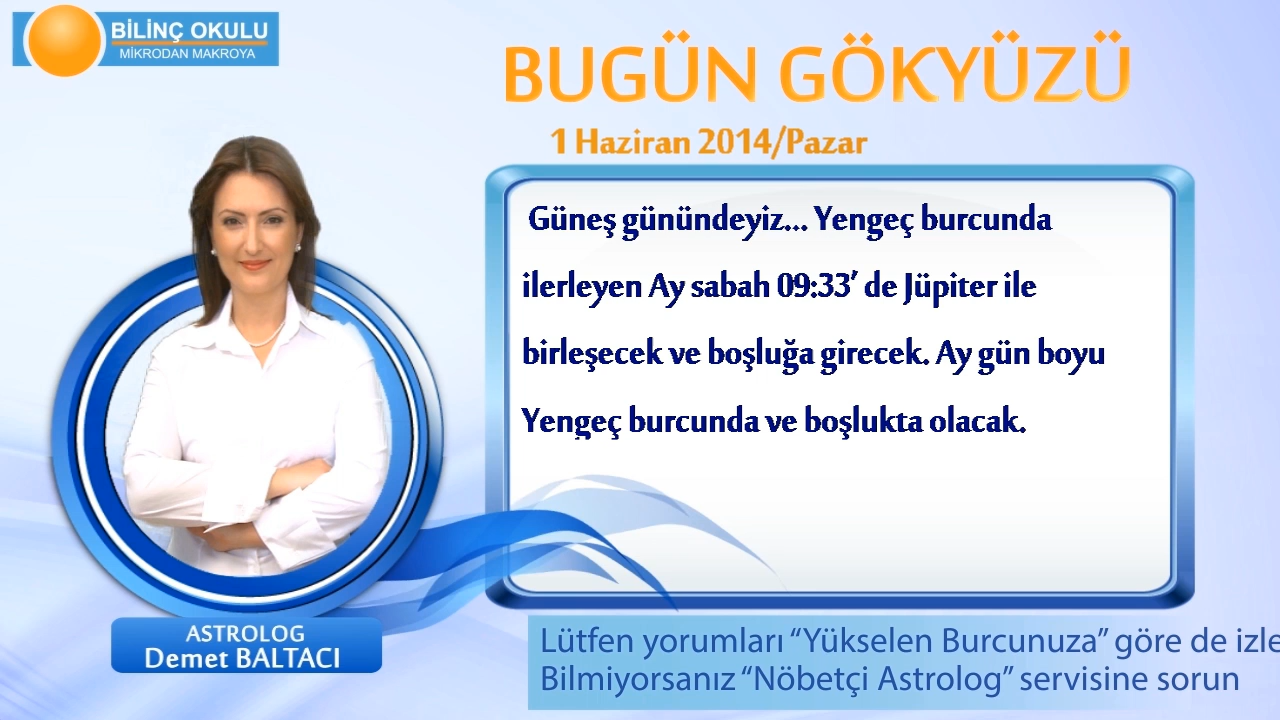 BİLİNÇ OKULU
MİKRODAN MAKROYA
BUGÜN GÖKYÜZÜ
1 Haziran 2014/Pazar
Güneş günündeyiz... Yengeç burcunda
ilerleyen Ay sabah 09:33’ de Jüpiter ile
birleşecek ve boşluğa girecek. Ay gün boyu
Yengeç burcunda ve boşlukta olacak.
ASTROLOG
Demet BALTACI
Lütfen yorumları “Yükselen Burcunuza” göre de izle
Bilmiyorsanız “Nöbetçi Astrolog” servisine sorun